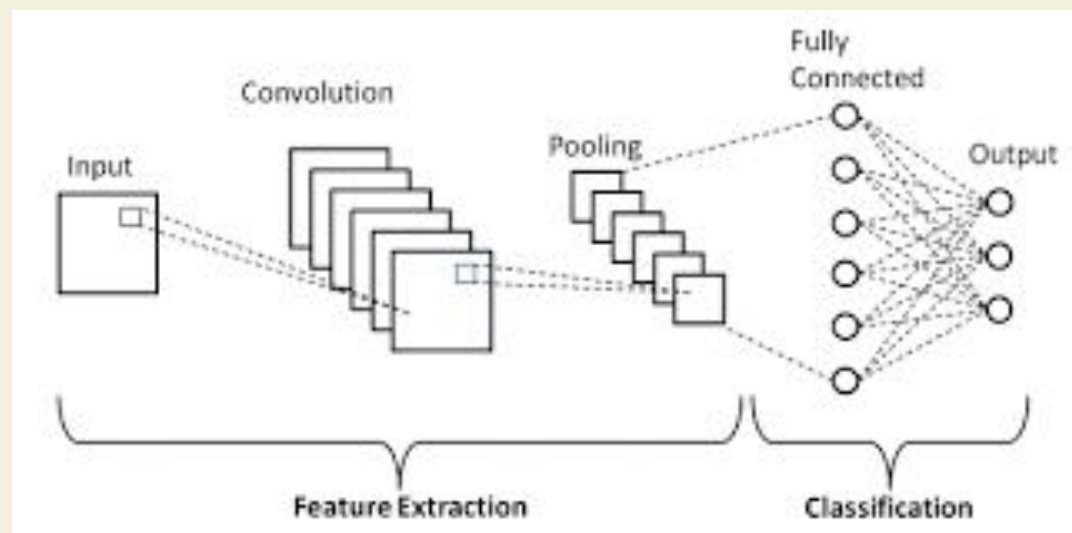 Fully
Connected
Convolution
Pooling
Output
Input
Feature Extraction
Classification